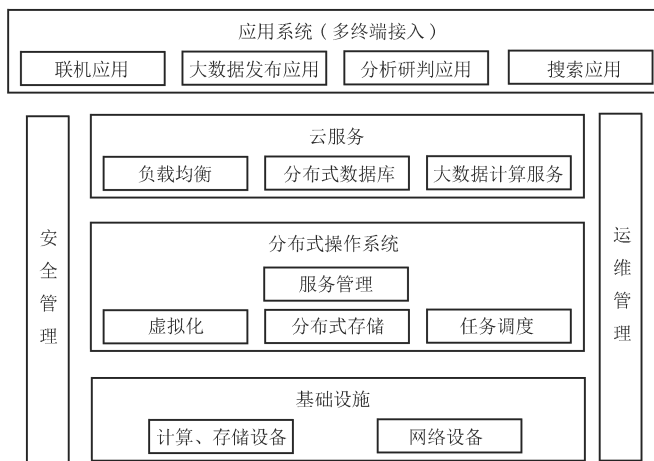 应用系统（多终端接入）
联机应用 大数据发布应用 分析研判应用 搜索应用
云服务
负载均衡 分布式数据库 大数据计算服务
分布式操作系统
服务管理
虚拟化 分布式存储 任务调度
基础设施
计算、存储设备 网络设备
安全管理
运维管理